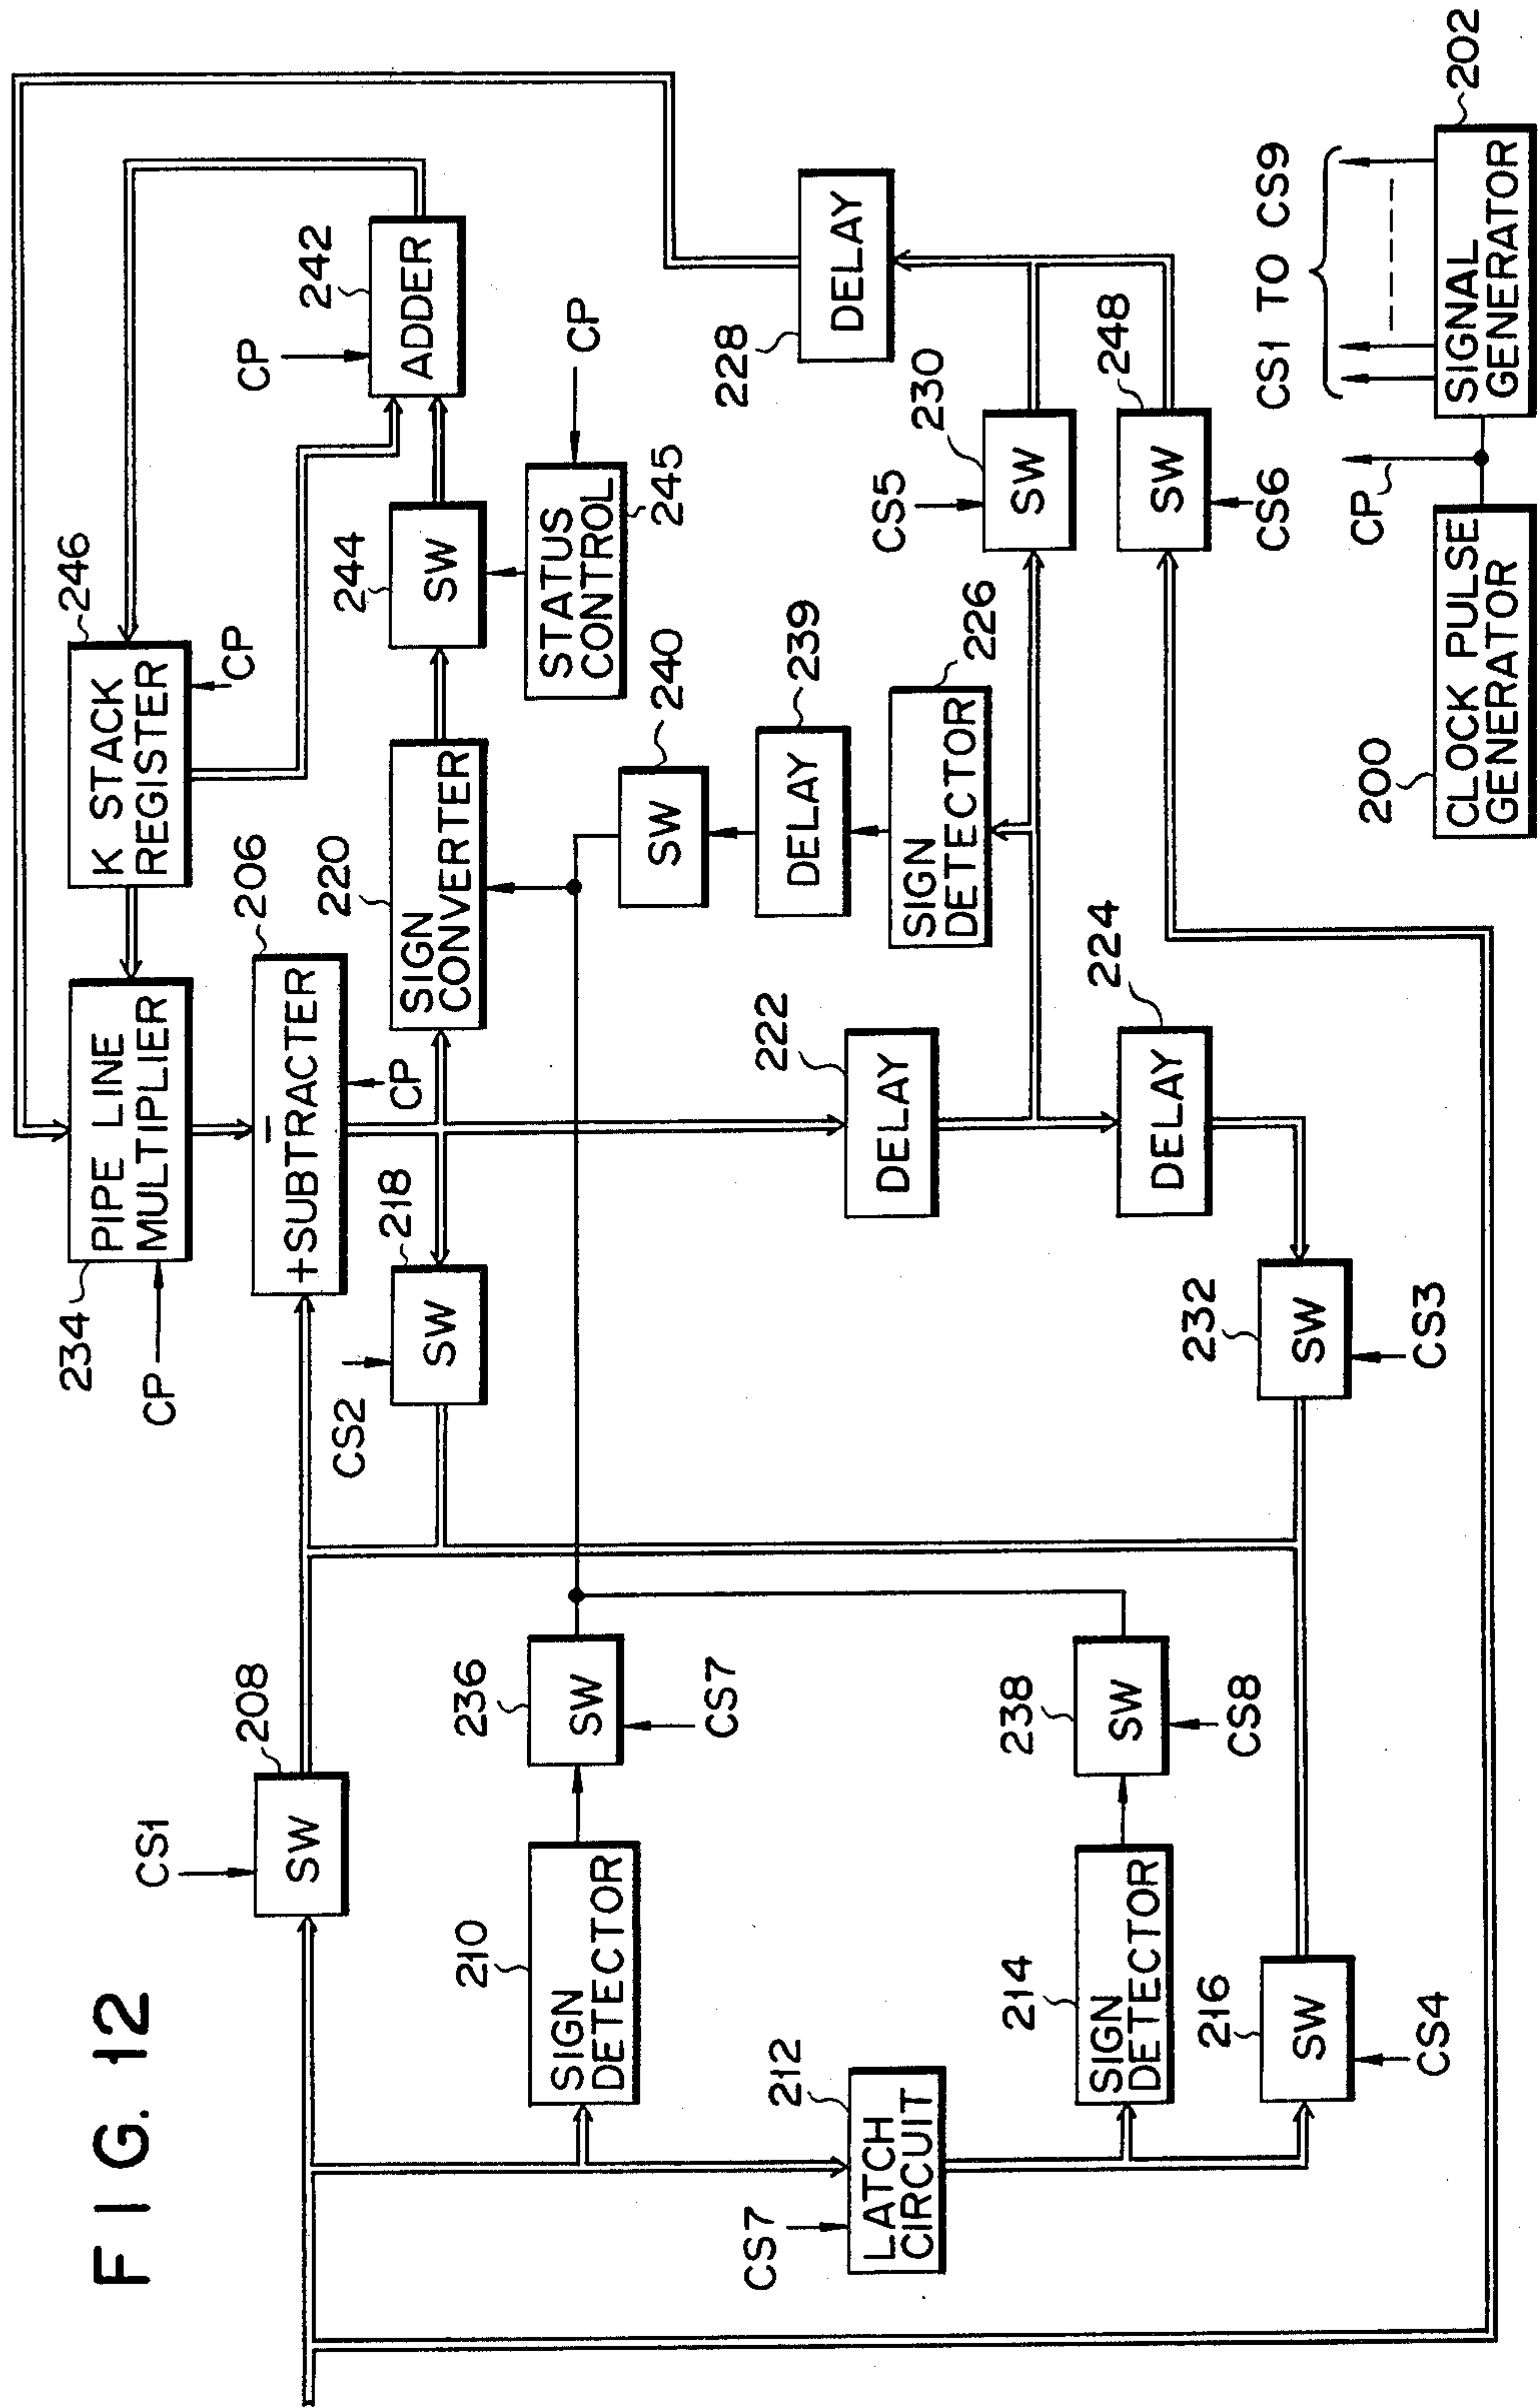 FIG. 12
CS1
208
SW
234
CP
PIPE LINE
MULTIPLIER
246
K STACK
REGISTER
CP
206
+SUBTRACTER
−
CP
CS2
218
SW
220
SIGN
CONVERTER
244
SW
CP
242
ADDER
STATUS
CONTROL
245
CP
210
SIGN
DETECTOR
236
SW
CS7
240
SW
239
DELAY
226
SIGN
DETECTOR
CS7
212
LATCH
CIRCUIT
222
DELAY
228
DELAY
CS5
230
SW
214
SIGN
DETECTOR
238
SW
CS8
224
DELAY
248
SW
CS6
216
SW
CS4
232
SW
CS3
200
CLOCK PULSE
GENERATOR
CP
CS1 TO CS9
SIGNAL
GENERATOR
202